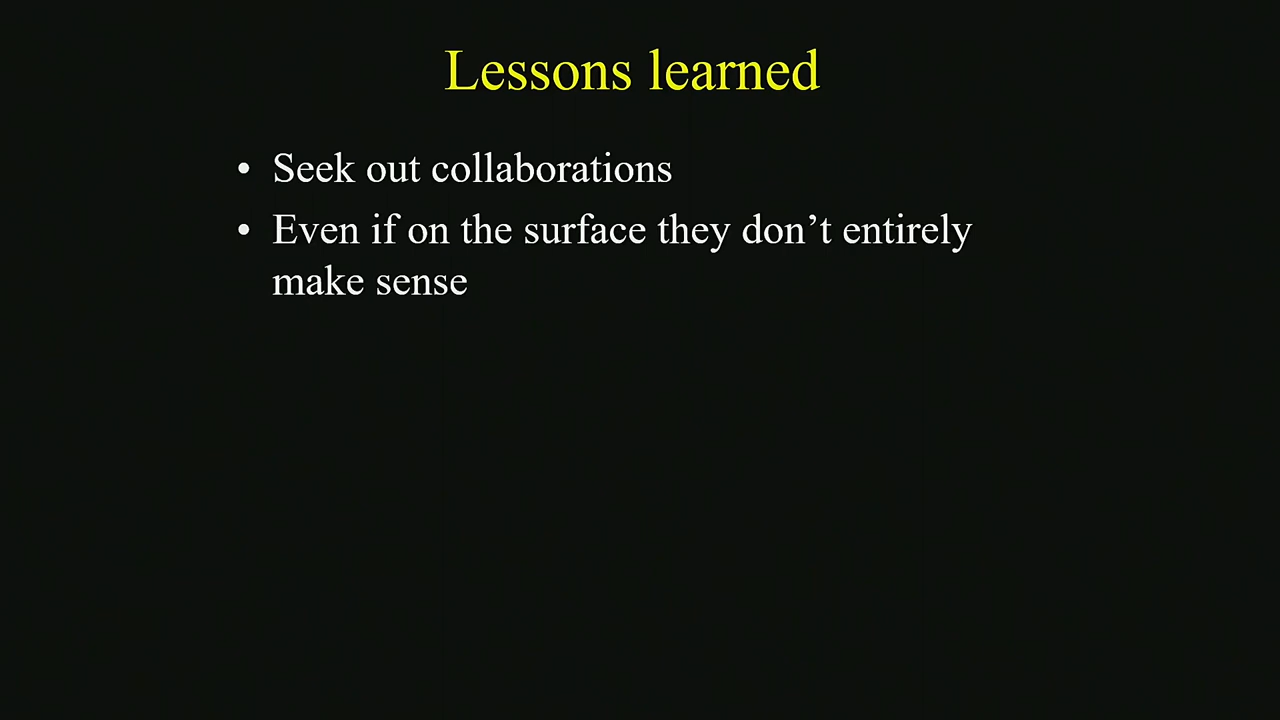 Lessons learned
• Seek out collaborations
• Even if on the surface they don’t entirely
make sense